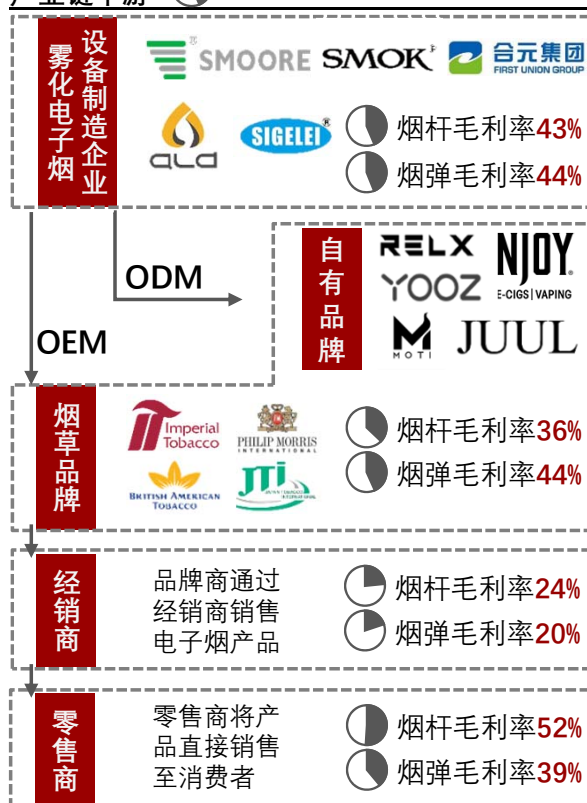 雾化电子烟
设备制造企业
SMOORE
SMOK
合元集团
FIRST UNION GROUP
ALD
SIGELEI
烟杆毛利率43%
烟弹毛利率44%
ODM
OEM
自有品牌
RELX
NJOY
E-CIGS | VAPING
YOOZ
MOTI
JUUL
烟草品牌
Imperial
Tobacco
PHILIP MORRIS
INTERNATIONAL
BRITISH AMERICAN
TOBACCO
JTI
烟杆毛利率36%
烟弹毛利率44%
经销商
品牌商通过
经销商销售
电子烟产品
烟杆毛利率24%
烟弹毛利率20%
零售商
零售商将产
品直接销售
至消费者
烟杆毛利率52%
烟弹毛利率39%